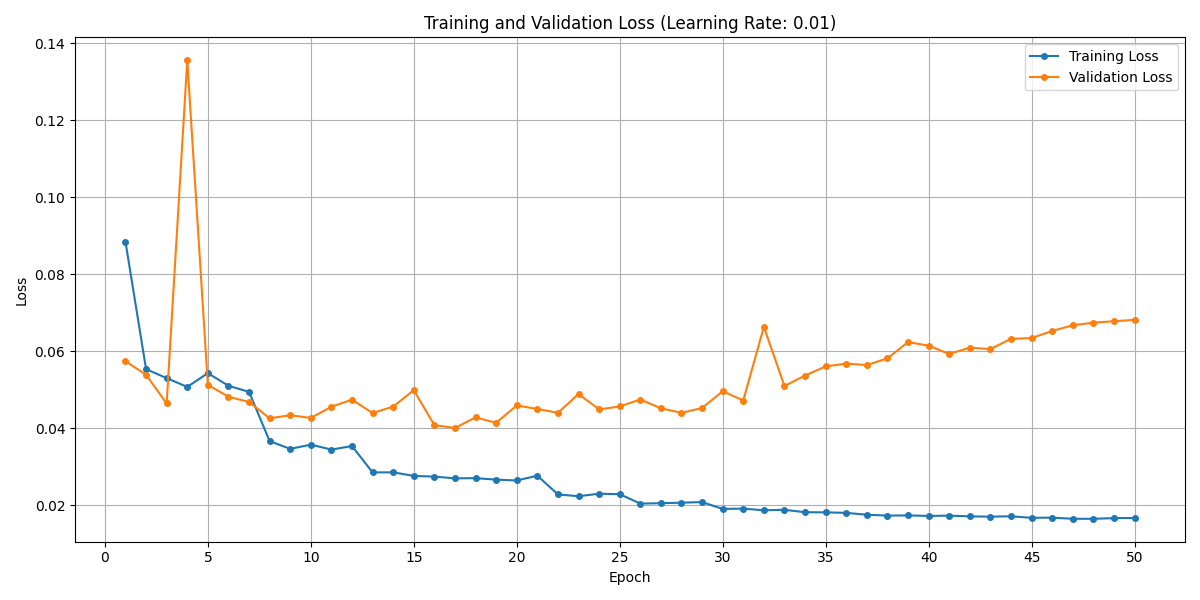 Training and Validation Loss (Learning Rate: 0.01)
Training Loss
Validation Loss
0.14
0.12
0.10
0.08
0.06
0.04
0.02
Loss
0 5 10 15 20 25 30 35 40 45 50
Epoch